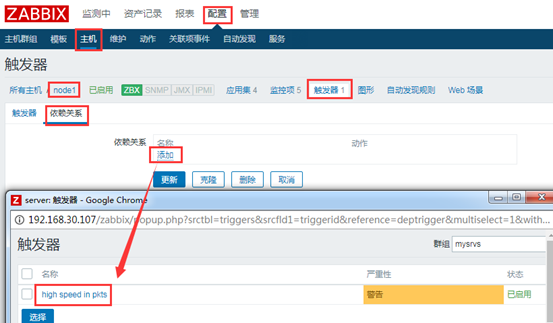 ZABBIX 监测中 资产记录 报表 配置 管理
主机群组 模板 主机 维护 动作 关联项事件 自动发现 服务
触发器
所有主机 / node1 已启用 ZBX SNMP JMX IPMI 应用集 4 监控项 5 触发器 1 图形 自动发现规则 Web 场景
触发器 依赖关系
依赖关系 名称 动作
添加
更新 克隆 删除 取消
Z server: 触发器 - Google Chrome
192.168.30.107/zabbix/popup.php?srctbl=triggers&srcfld1=triggerid&reference=deptrigger&multiselect=1&with...
触发器 群组 mysrvs
名称 严重性 状态
high speed in pkts 警告 已启用
选择